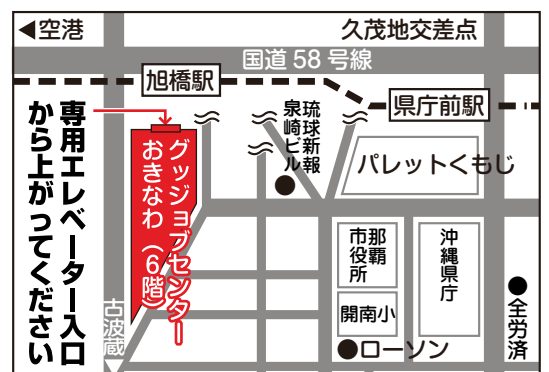 ◀空港
久茂地交差点
国道58号線
旭橋駅
県庁前駅
専用エレベーター入口
から上がってください
グッジョブセンター
おきなわ（6階）
琉球新報
泉崎ビル
パレットくもじ
那覇
市役所
沖縄県庁
開南小
●ローソン
●全労済
古波蔵